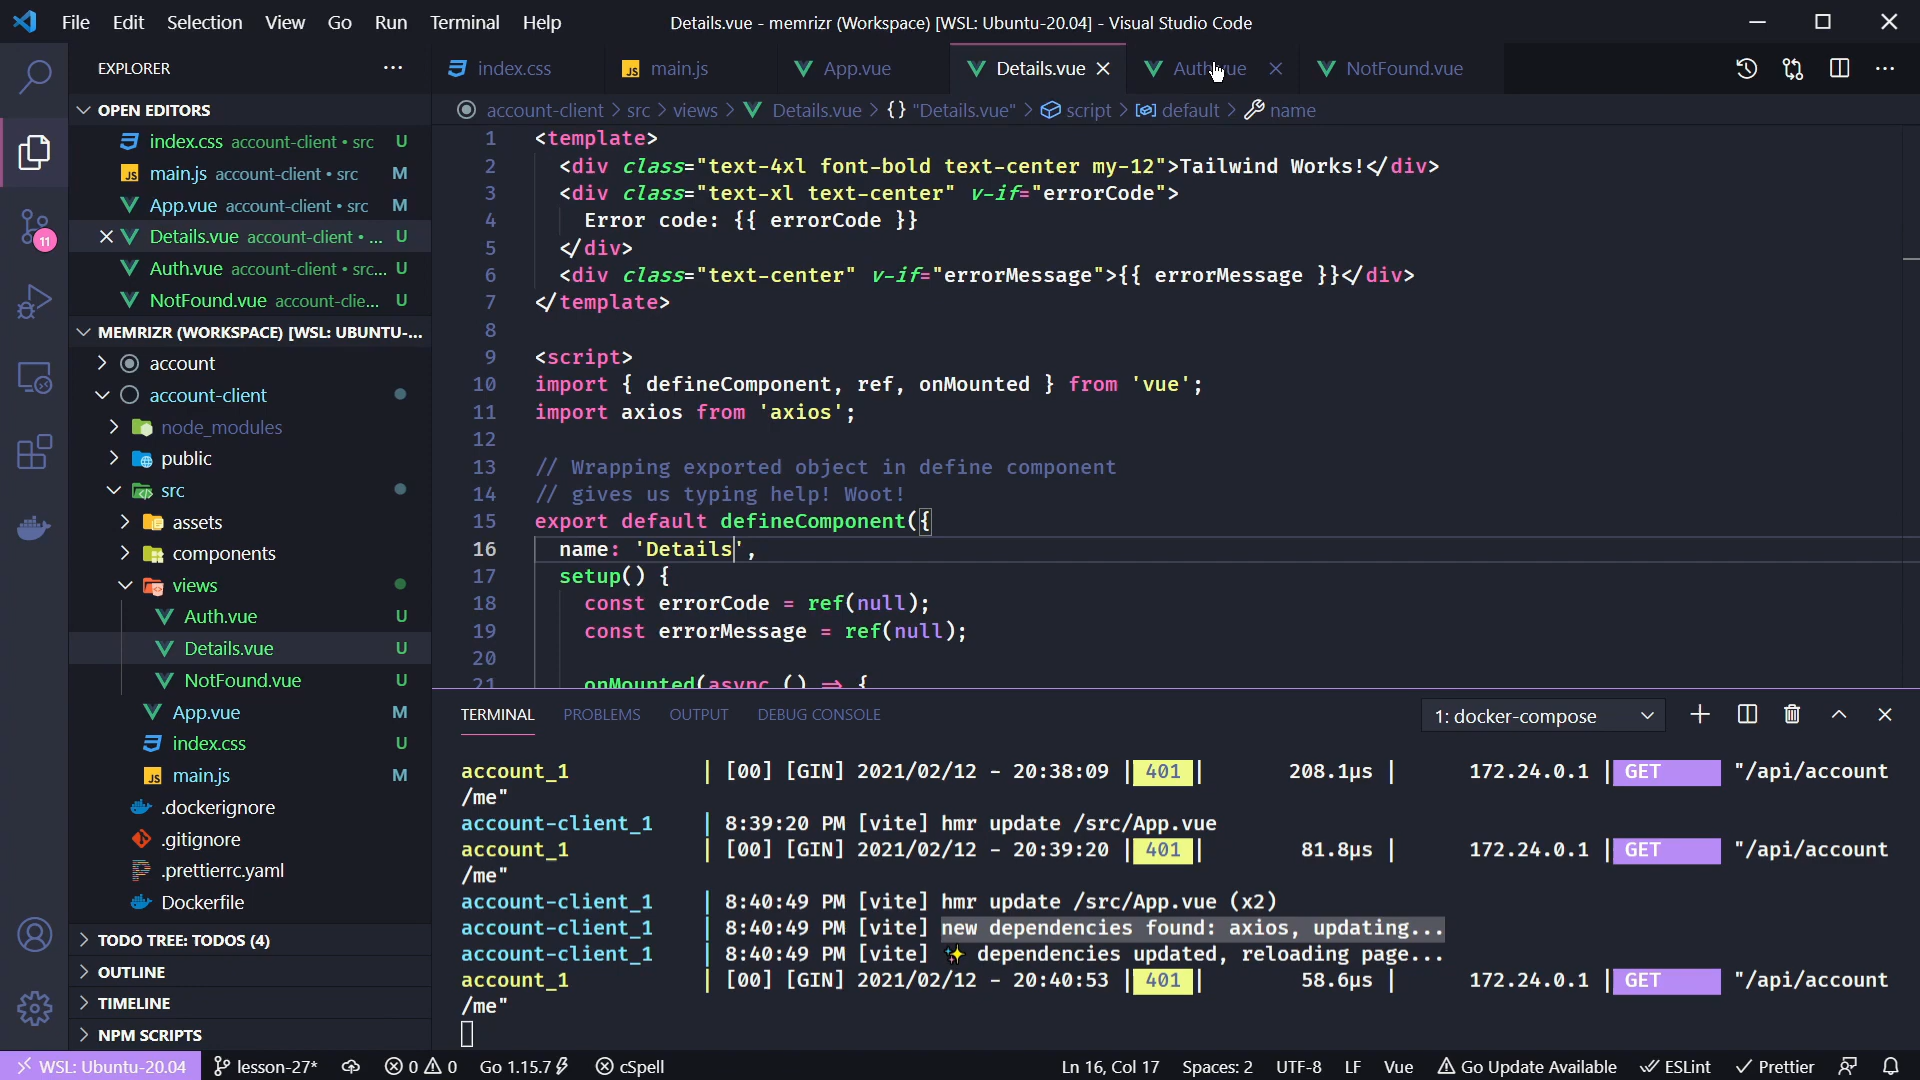 File Edit Selection View Go Run Terminal Help
Details.vue - memrizr (Workspace) [WSL: Ubuntu-20.04] - Visual Studio Code
EXPLORER
index.css
main.js
App.vue
Details.vue
Auth.vue
NotFound.vue
OPEN EDITORS
account-client > src > views > Details.vue > {} "Details.vue" > script > default > name
index.css account-client • src U
main.js account-client • src M
App.vue account-client • src M
Details.vue account-client • ... U
Auth.vue account-client • src... U
NotFound.vue account-clie... U
MEMRIZR (WORKSPACE) [WSL: UBUNTU-...
account
account-client
node_modules
public
src
assets
components
views
Auth.vue U
Details.vue U
NotFound.vue U
App.vue M
index.css U
main.js M
.dockerignore
.gitignore
.prettierrc.yaml
Dockerfile
TODO TREE: TODOS (4)
OUTLINE
TIMELINE
NPM SCRIPTS
11
1 <template>
2 <div class="text-4xl font-bold text-center my-12">Tailwind Works!</div>
3 <div class="text-xl text-center" v-if="errorCode">
4 Error code: {{ errorCode }}
5 </div>
6 <div class="text-center" v-if="errorMessage">{{ errorMessage }}</div>
7 </template>
8
9 <script>
10 import { defineComponent, ref, onMounted } from 'vue';
11 import axios from 'axios';
12
13 // Wrapping exported object in define component
14 // gives us typing help! Woot!
15 export default defineComponent({
16 name: 'Details',
17 setup() {
18 const errorCode = ref(null);
19 const errorMessage = ref(null);
20
21 onMounted(async () => {
TERMINAL PROBLEMS OUTPUT DEBUG CONSOLE
1: docker-compose
account_1 | [00] [GIN] 2021/02/12 - 20:38:09 | 401 | 208.1µs | 172.24.0.1 | GET "/api/account
/me"
account-client_1 | 8:39:20 PM [vite] hmr update /src/App.vue
account_1 | [00] [GIN] 2021/02/12 - 20:39:20 | 401 | 81.8µs | 172.24.0.1 | GET "/api/account
/me"
account-client_1 | 8:40:49 PM [vite] hmr update /src/App.vue (x2)
account-client_1 | 8:40:49 PM [vite] new dependencies found: axios, updating...
account-client_1 | 8:40:49 PM [vite] ✨ dependencies updated, reloading page...
account_1 | [00] [GIN] 2021/02/12 - 20:40:53 | 401 | 58.6µs | 172.24.0.1 | GET "/api/account
/me"
WSL: Ubuntu-20.04 lesson-27* 0 0 Go 1.15.7 cSpell Ln 16, Col 17 Spaces: 2 UTF-8 LF Vue Go Update Available ESLint Prettier